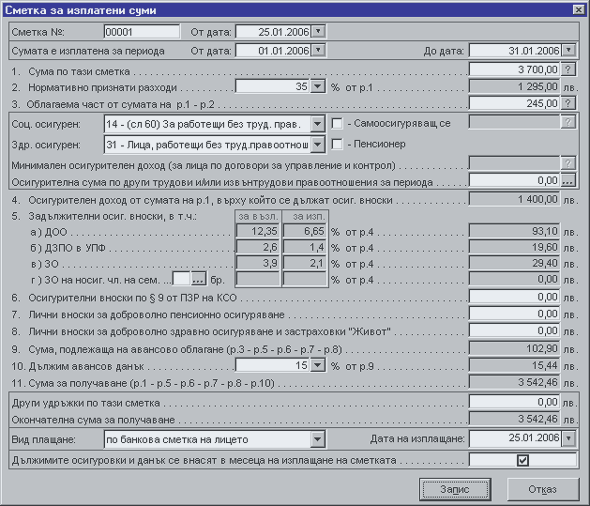 Сметка за изплатени суми
Сметка №: 00001 От дата: 25.01.2006
Сумата е изплатена за периода От дата: 01.01.2006 До дата: 31.01.2006
1. Сума по тази сметка 3 700,00 ?
2. Нормативно признати разходи 35 % от р.1 1 295,00 лв.
3. Облагаема част от сумата на р.1 - р.2 245,00 ?
Соц. осигурен: 14 - (сл 60) За работещи без труд. прав. - Самоосигуряващ се ?
Здр. осигурен: 31 - Лица, работещи без труд.правоотнош - Пенсионер
Минимален осигурителен доход (за лица по договори за управление и контрол) ?
Осигурителна сума по други трудови и/или извънтрудови правоотношения за периода 0,00 ...
4. Осигурителен доход от сумата на р.1, върху който се дължат осиг. вноски 1 400,00 лв.
5. Задължителни осиг. вноски, в т.ч.: за възл. за изп.
а) ДОО 12,35 6,65 % от р.4 93,10 лв.
б) ДЗПО в УПФ 2,6 1,4 % от р.4 19,60 лв.
в) ЗО 3,9 2,1 % от р.4 29,40 лв.
г) ЗО на носиг. чл. на сем. ... ... бр. 0,00 лв.
6. Осигурителни вноски по § 9 от ПЗР на КСО 0,00 лв.
7. Лични вноски за доброволно пенсионно осигуряване 0,00 лв.
8. Лични вноски за доброволно здравно осигуряване и застраховки "Живот" 0,00 лв.
9. Сума, подлежаща на авансово облагане (р.3 - р.5 - р.6 - р.7 - р.8) 102,90 лв.
10. Дължим авансов данък 15 % от р.9 15,44 лв.
11. Сума за получаване (р.1 - р.5 - р.6 - р.7 - р.8 - р.10) 3 542,46 лв.
Други удръжки по тази сметка 0,00 лв.
Окончателна сума за получаване 3 542,46 лв.
Вид плащане: по банкова сметка на лицето Дата на изплащане: 25.01.2006
Дължимите осигуровки и данък се внасят в месеца на изплащане на сметката
Запис Отказ